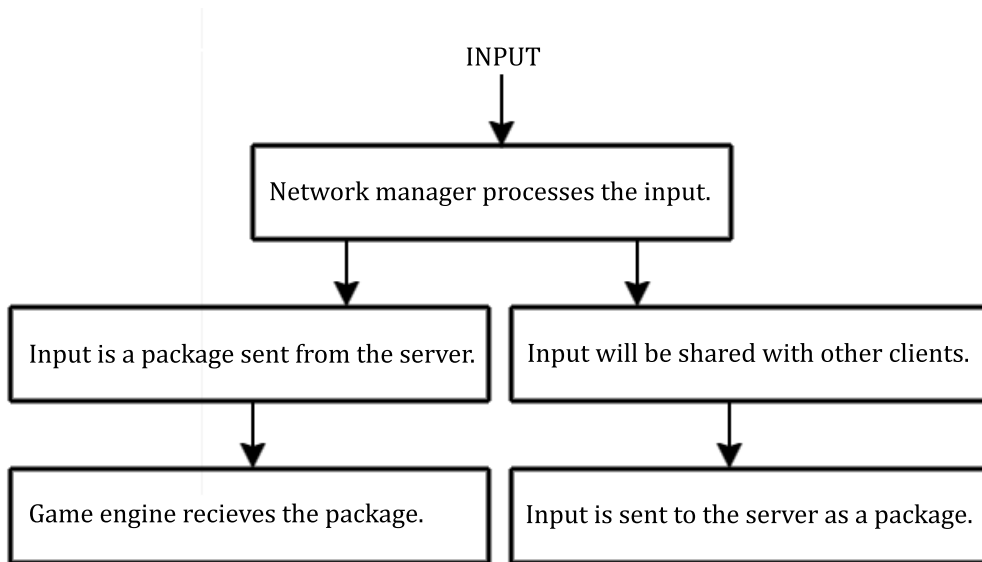 INPUT
Network manager processes the input.
Input is a package sent from the server.
Input will be shared with other clients.
Game engine recieves the package.
Input is sent to the server as a package.